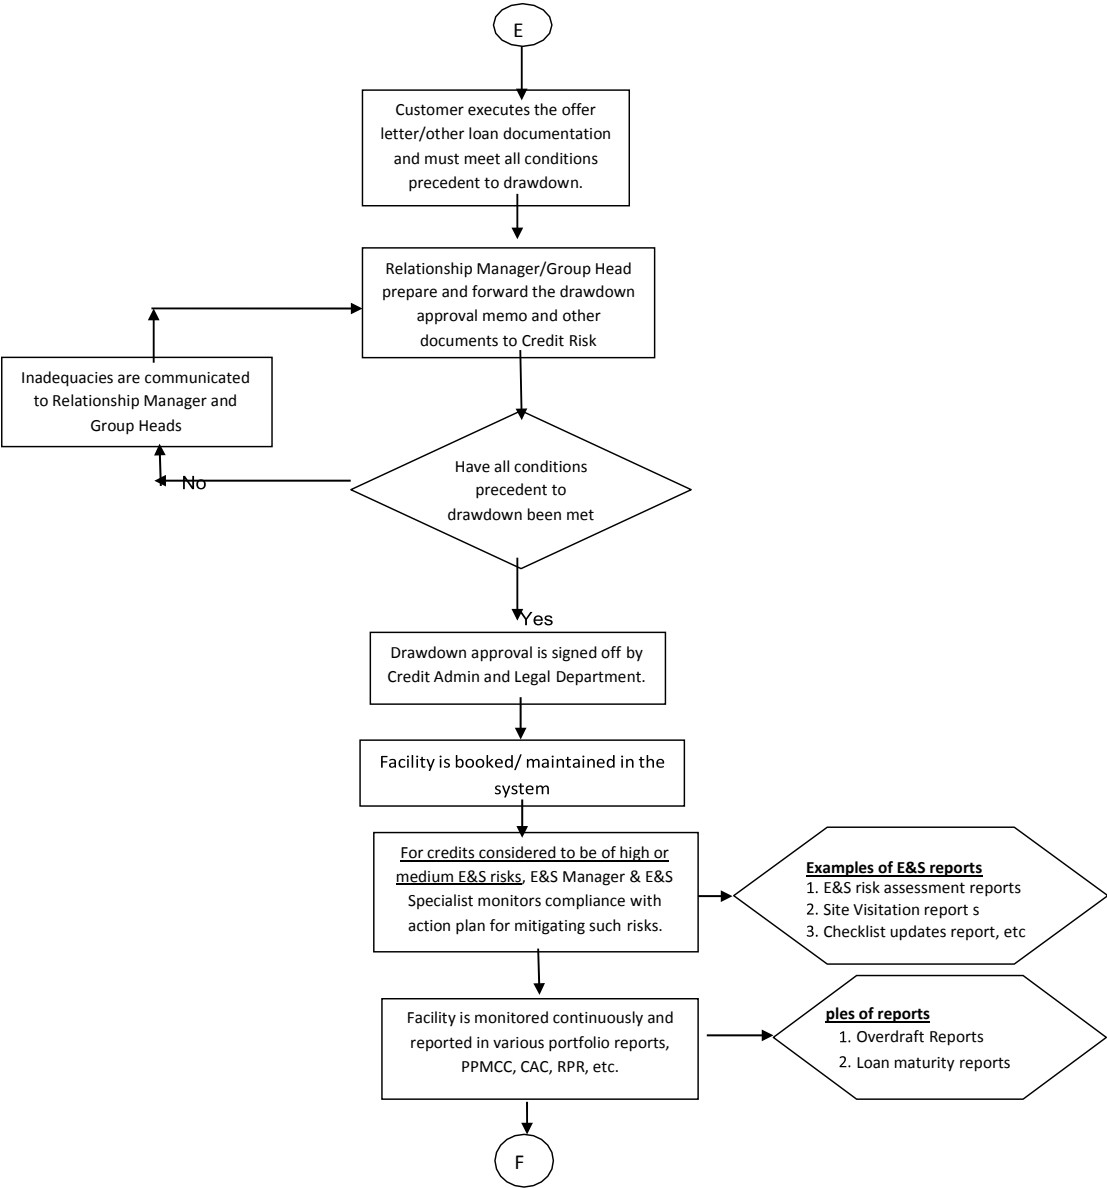 E
Customer executes the offer
letter/other loan documentation
and must meet all conditions
precedent to drawdown.
Relationship Manager/Group Head
prepare and forward the drawdown
approval memo and other
documents to Credit Risk
Inadequacies are communicated
to Relationship Manager and
Group Heads
No
Have all conditions
precedent to
drawdown been met
Yes
Drawdown approval is signed off by
Credit Admin and Legal Department.
Facility is booked/ maintained in the
system
For credits considered to be of high or
medium E&S risks, E&S Manager & E&S
Specialist monitors compliance with
action plan for mitigating such risks.
Examples of E&S reports
1. E&S risk assessment reports
2. Site Visitation report s
3. Checklist updates report, etc
Facility is monitored continuously and
reported in various portfolio reports,
PPMCC, CAC, RPR, etc.
ples of reports
1. Overdraft Reports
2. Loan maturity reports
F